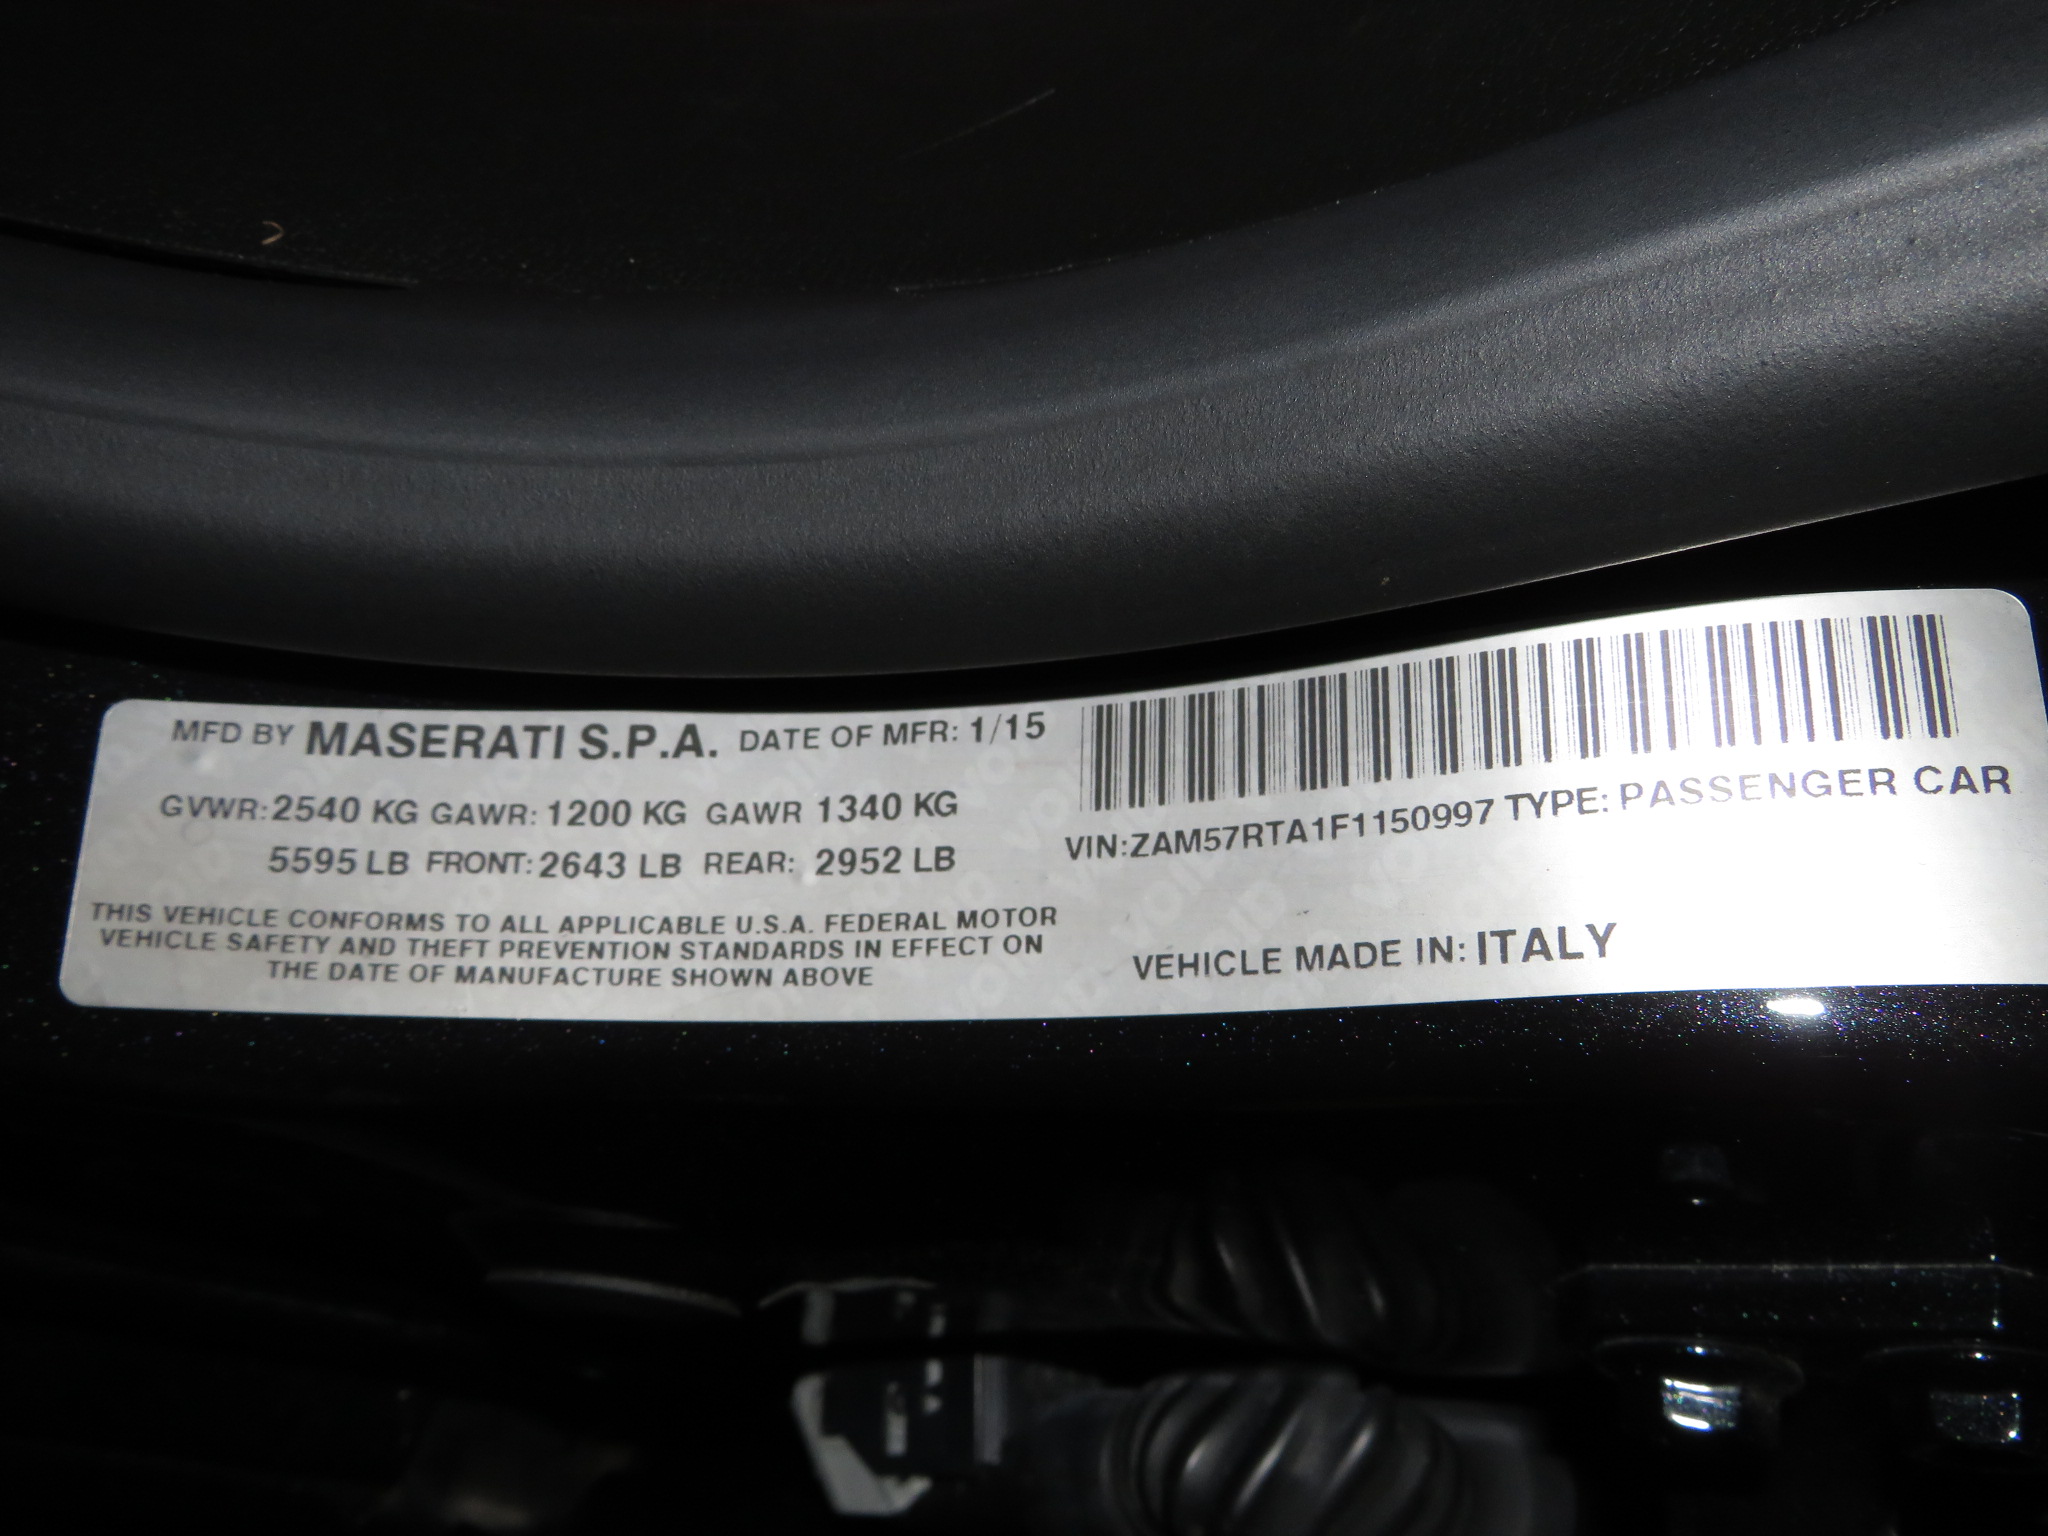 MFD BY MASERATI S.P.A. DATE OF MFR: 1/15
GVWR: 2540 KG GAWR: 1200 KG GAWR 1340 KG
5595 LB FRONT: 2643 LB REAR: 2952 LB
THIS VEHICLE CONFORMS TO ALL APPLICABLE U.S.A. FEDERAL MOTOR
VEHICLE SAFETY AND THEFT PREVENTION STANDARDS IN EFFECT ON
THE DATE OF MANUFACTURE SHOWN ABOVE
VIN:ZAM57RTA1F1150997 TYPE: PASSENGER CAR
VEHICLE MADE IN: ITALY